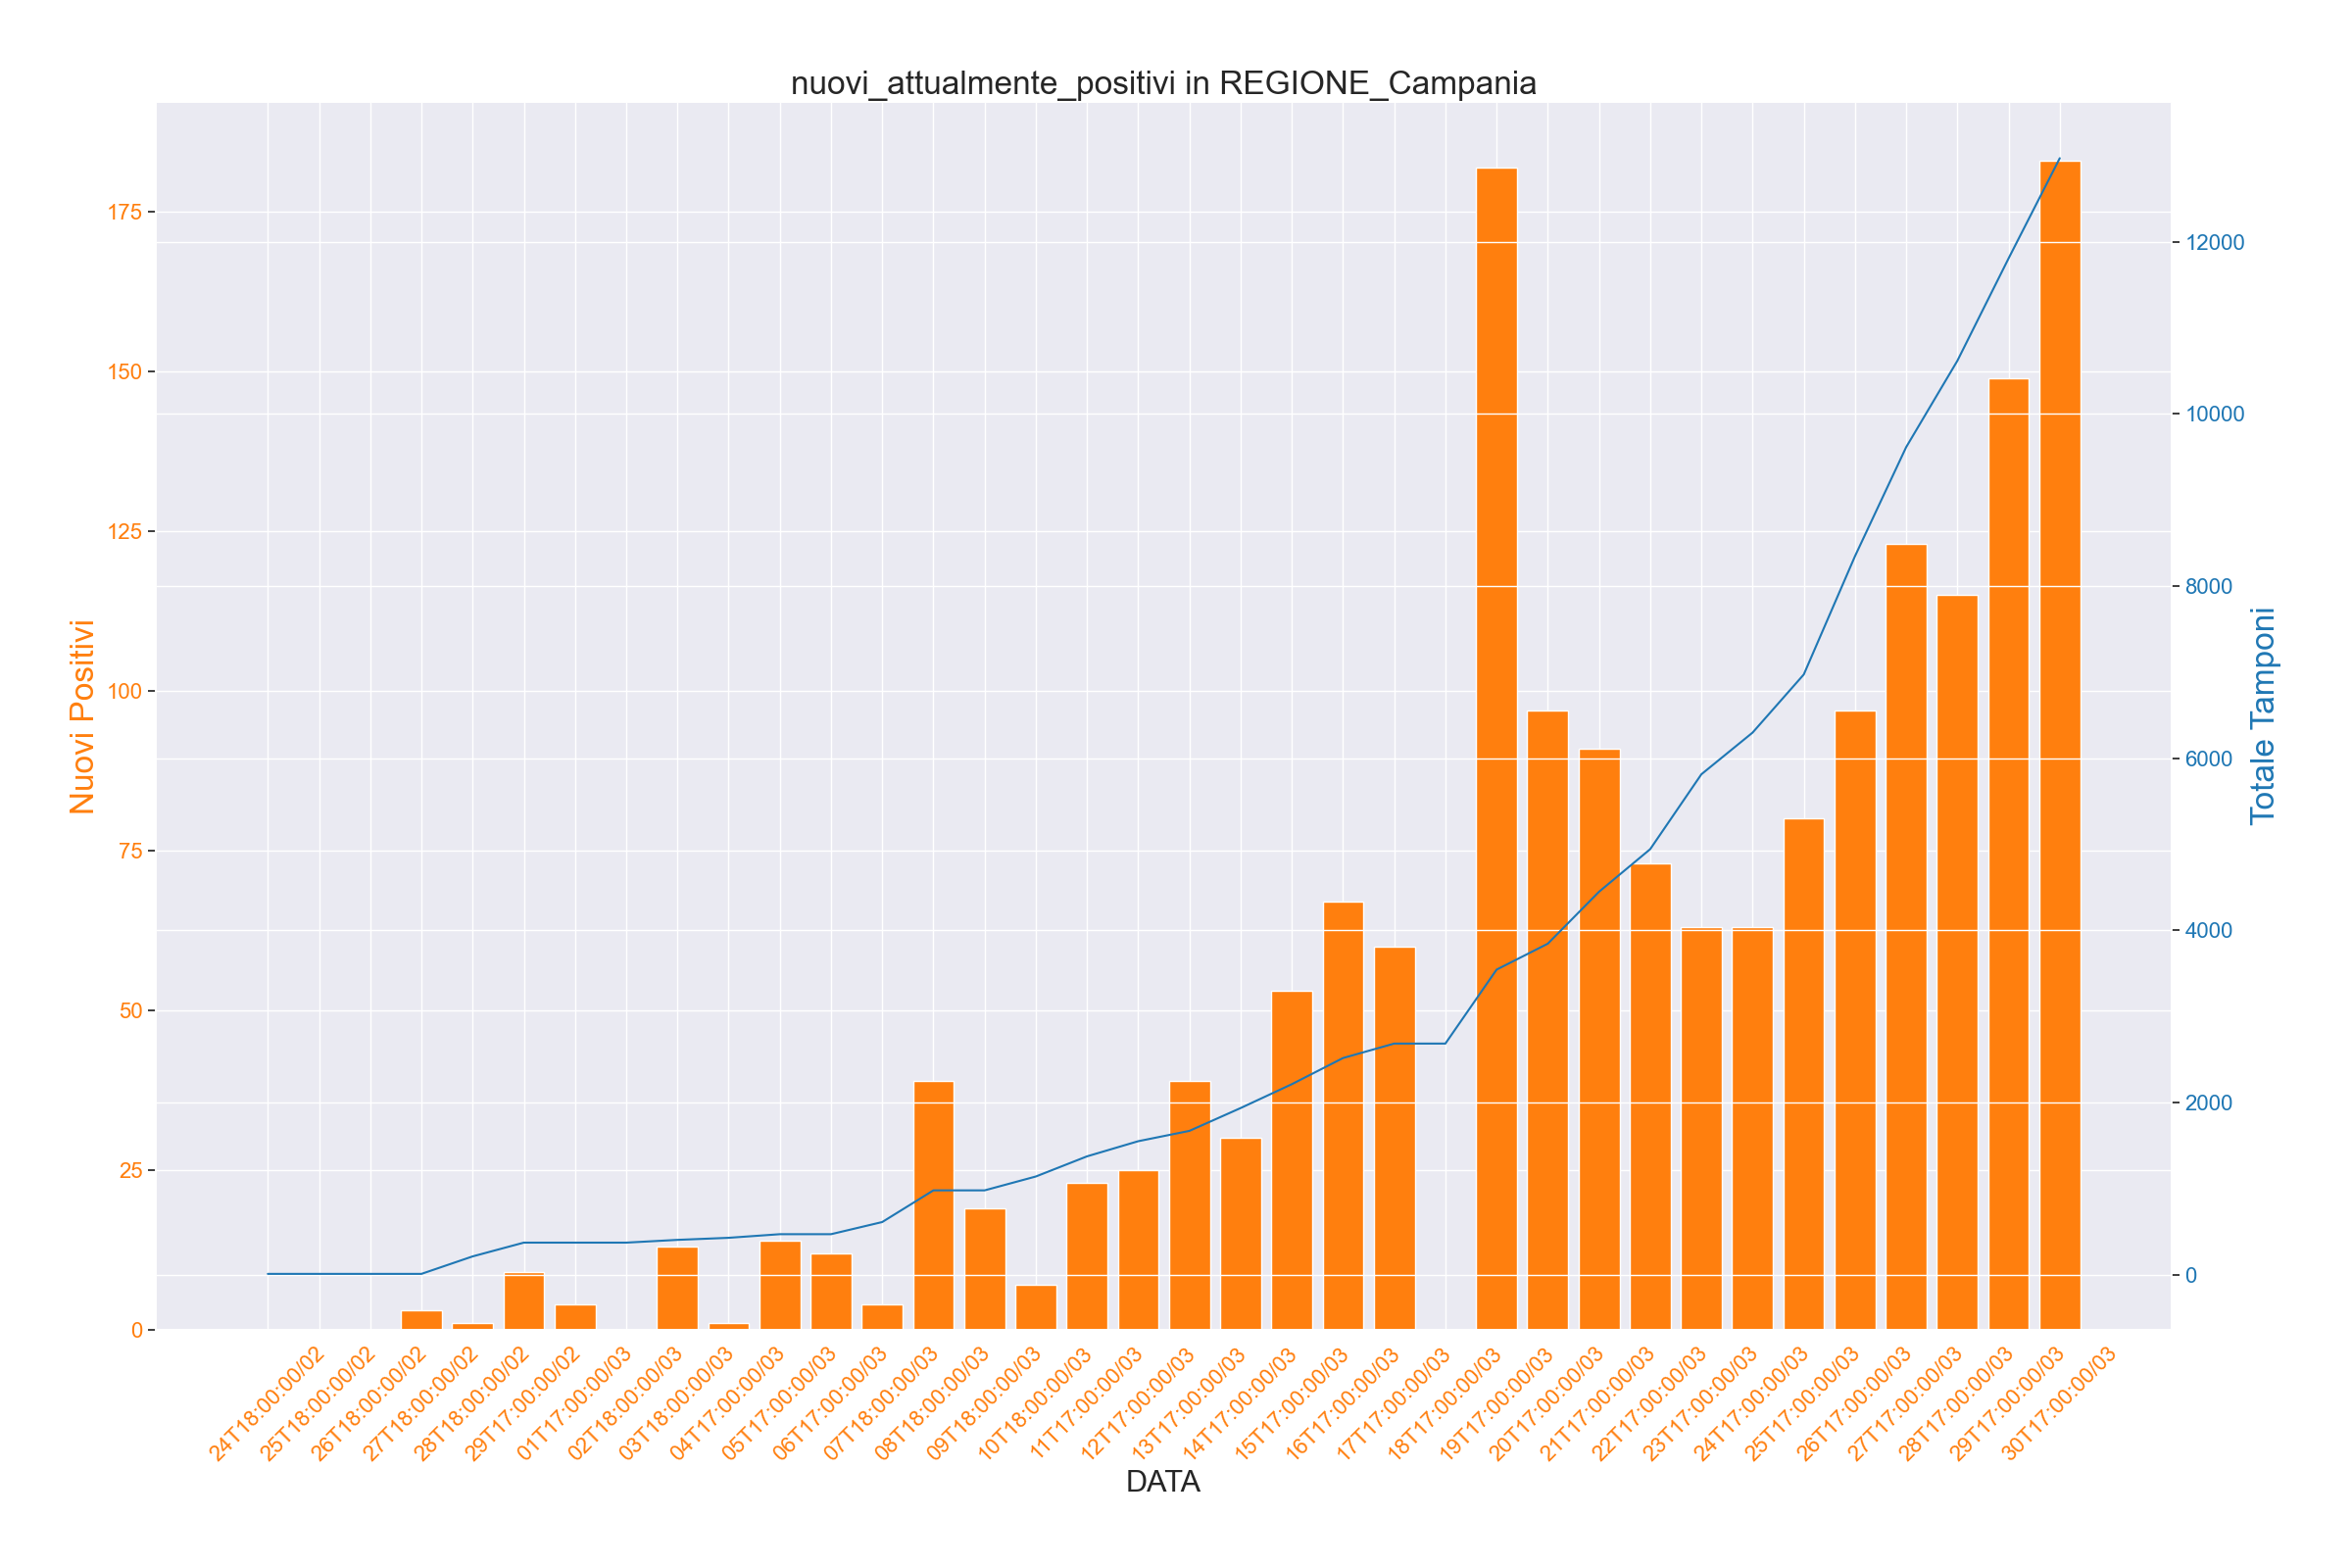 nuovi_attualmente_positivi in REGIONE_Campania
Nuovi Positivi
175
150
125
100
75
50
25
0
12000
10000
8000
6000
4000
2000
0
Totale Tamponi
24T18:00:00/02
25T18:00:00/02
26T18:00:00/02
27T18:00:00/02
28T18:00:00/02
29T17:00:00/02
01T17:00:00/03
02T18:00:00/03
03T18:00:00/03
04T17:00:00/03
05T17:00:00/03
06T17:00:00/03
07T18:00:00/03
08T18:00:00/03
09T18:00:00/03
10T18:00:00/03
11T17:00:00/03
12T17:00:00/03
13T17:00:00/03
14T17:00:00/03
15T17:00:00/03
16T17:00:00/03
17T17:00:00/03
18T17:00:00/03
19T17:00:00/03
20T17:00:00/03
21T17:00:00/03
22T17:00:00/03
23T17:00:00/03
24T17:00:00/03
25T17:00:00/03
26T17:00:00/03
27T17:00:00/03
28T17:00:00/03
29T17:00:00/03
30T17:00:00/03
DATA